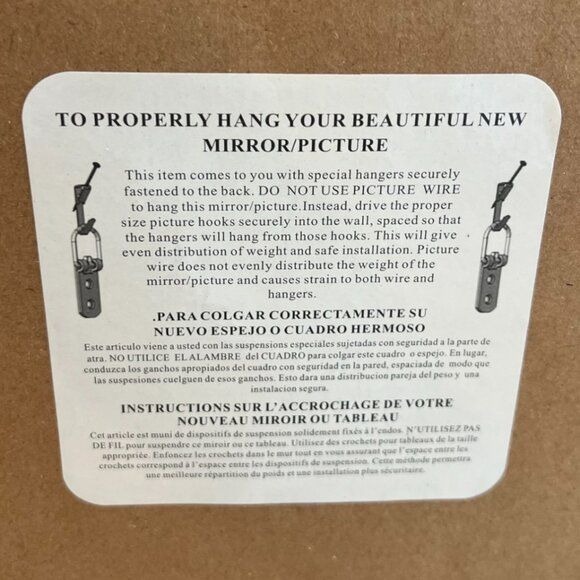 TO PROPERLY HANG YOUR BEAUTIFUL NEW
MIRROR/PICTURE
This item comes to you with special hangers securely
fastened to the back. DO NOT USE PICTURE WIRE
to hang this mirror/picture.Instead, drive the proper
size picture hooks securely into the wall, spaced so that
the hangers will hang from those hooks. This will give
even distribution of weight and safe installation. Picture
wire does not evenly distribute the weight of the
mirror/picture and causes strain to both wire and
hangers.
.PARA COLGAR CORRECTAMENTE SU
NUEVO ESPEJO O CUADRO HERMOSO
Este articulo viene a usted con las suspensiones especiales sujetadas con seguridad a la parte de
atra. NO UTILICE EL ALAMBRE del CUADRO para colgar este cuadro o espejo. En lugar,
conduzca los ganchos apropiados del cuadro con seguridad en la pared, espaciada de modo que
las suspesiones cuelguen de esos ganchos. Esto dara una distribucion pareja del peso y una
instalacion segura.
INSTRUCTIONS SUR L'ACCROCHAGE DE VOTRE
NOUVEAU MIROIR OU TABLEAU
Cet article est muni de dispositifs de suspension solidement fixés à l'endos. N'UTILISEZ PAS
DE FIL pour suspendre ce miroir ou ce tableau. Utilisez des crochets pour tableaux de la taille
appropriée. Enfoncez les crochets dans le mur tout en vous assurant que l'espace entre les
crochets correspond à l'espace entre les dispositifs de suspension. Cette méthode permettra
une meilleure répartition du poids et une installation plus sécuritaire.